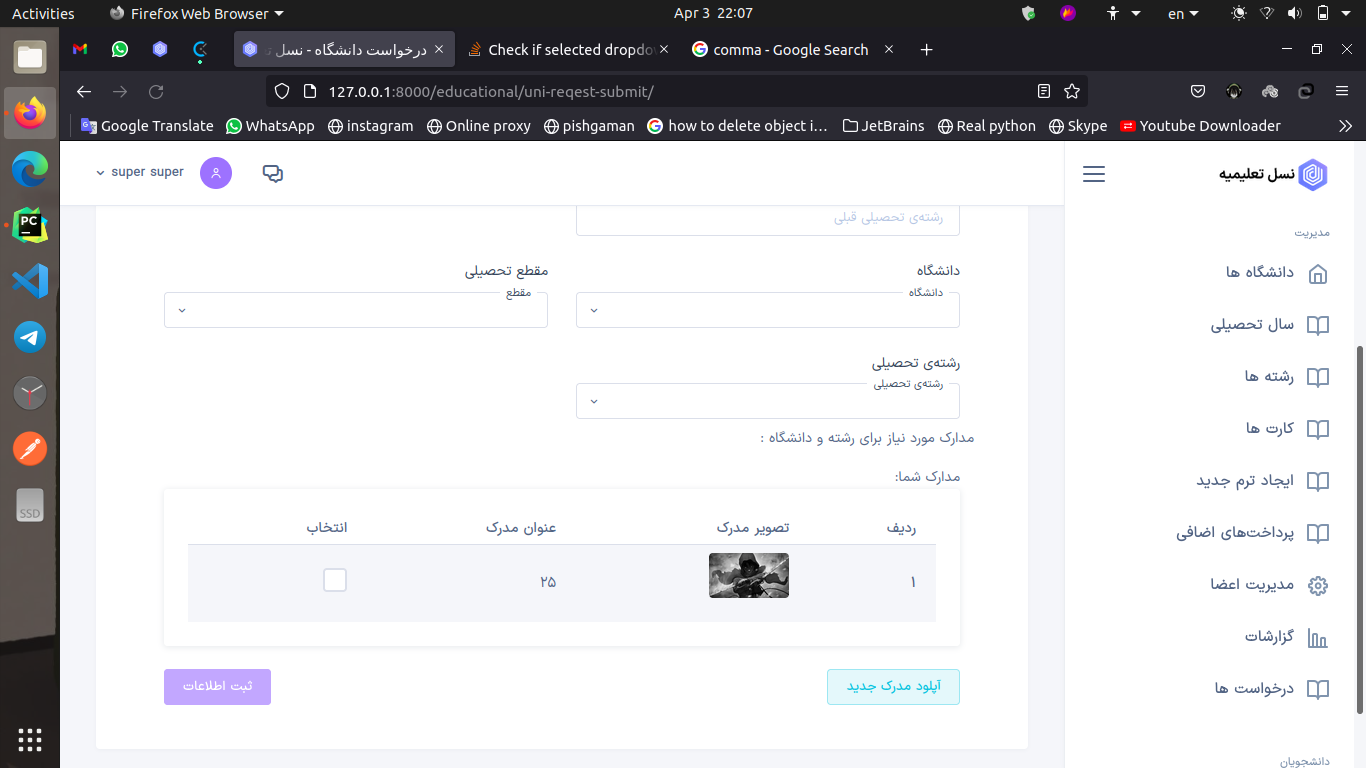 Activities
Firefox Web Browser
Apr 3 22:07
en
درخواست دانشگاه - نسل ت
Check if selected dropdo
comma - Google Search
127.0.0.1:8000/educational/uni-reqest-submit/
Google Translate
WhatsApp
instagram
Online proxy
pishgaman
how to delete object i…
JetBrains
Real python
Skype
Youtube Downloader
super super
نسل تعلیمیه
مدیریت
دانشگاه ها
سال تحصیلی
رشته ها
کارت ها
ایجاد ترم جدید
پرداخت‌های اضافی
مدیریت اعضا
گزارشات
درخواست ها
دانشجویان
رشته‌ی تحصیلی قبلی
دانشگاه
دانشگاه
مقطع تحصیلی
مقطع
رشته‌ی تحصیلی
رشته‌ی تحصیلی
مدارک مورد نیاز برای رشته و دانشگاه :
مدارک شما:
ردیف تصویر مدرک عنوان مدرک انتخاب
۱ ۲۵
آپلود مدرک جدید
ثبت اطلاعات
PC
SSD